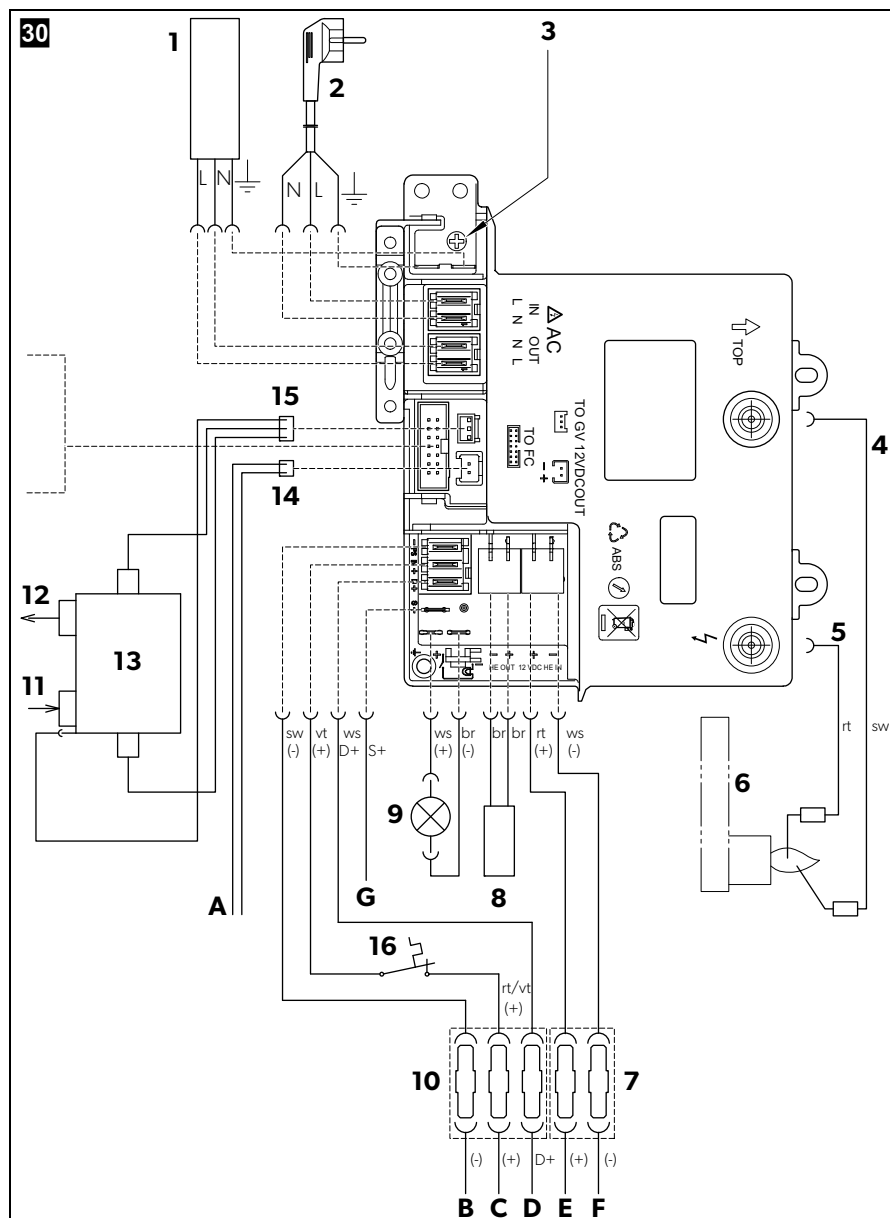 30
1
2
3
L N
N L
L N N L
IN OUT
AC
TOP
15
TO GV 12VDCOUT
TO FC
- +
4
14
ABS
12
13
5
11
HE OUT 12 VDC HE IN
sw (-)
vt (+)
ws D+
S+
ws (+)
br (-)
br
br
rt (+)
ws (-)
rt
sw
6
9
A
G
8
16
rt/vt (+)
10
7
(-)
(+)
D+
(+)
(-)
B C D E F